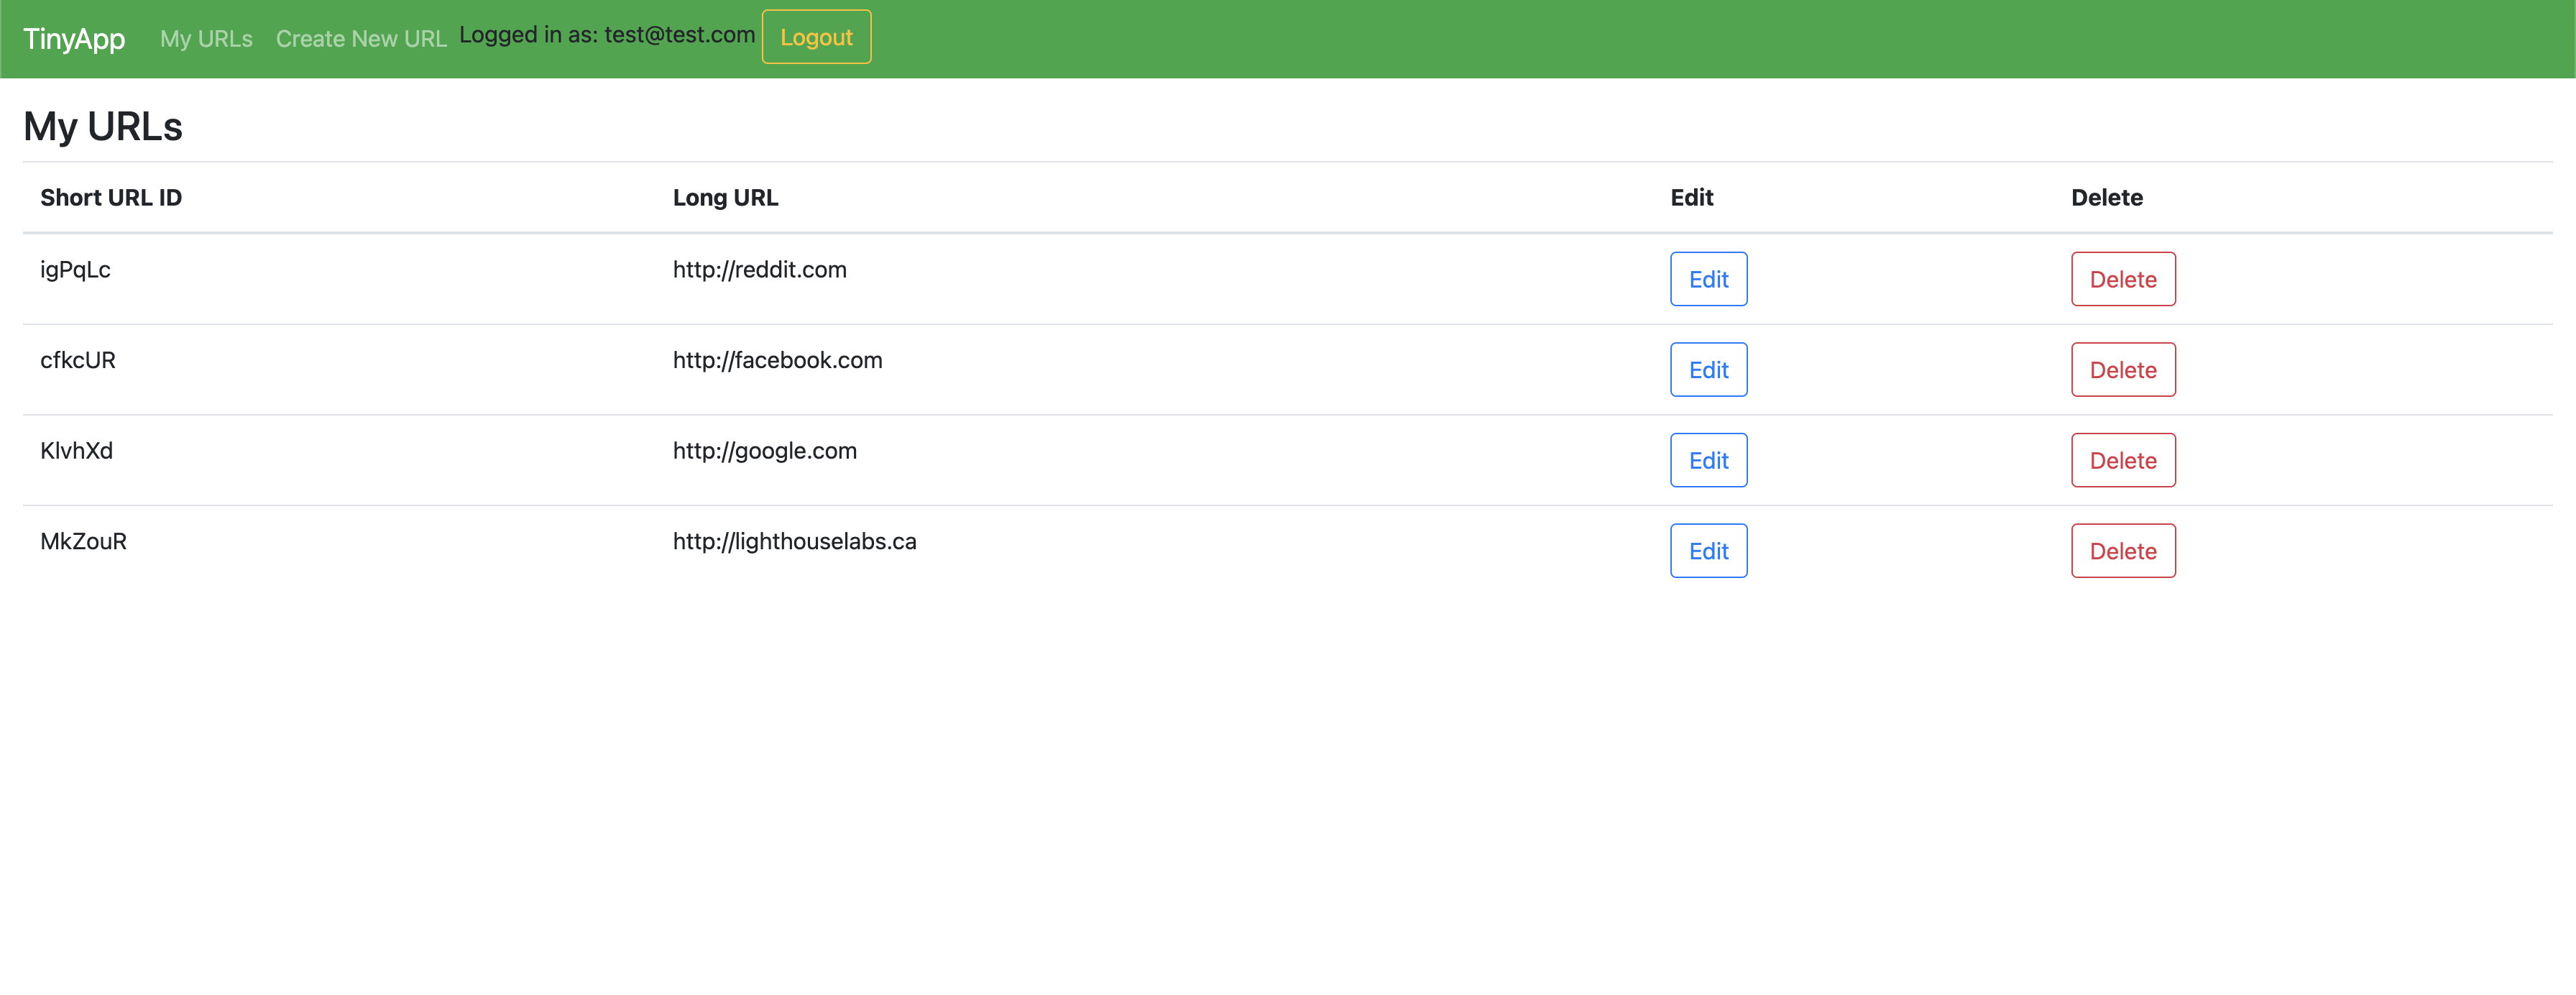 TinyApp My URLs Create New URL Logged in as: test@test.com Logout
My URLs
Short URL ID Long URL Edit Delete
igPqLc http://reddit.com Edit Delete
cfkcUR http://facebook.com Edit Delete
KlvhXd http://google.com Edit Delete
MkZouR http://lighthouselabs.ca Edit Delete